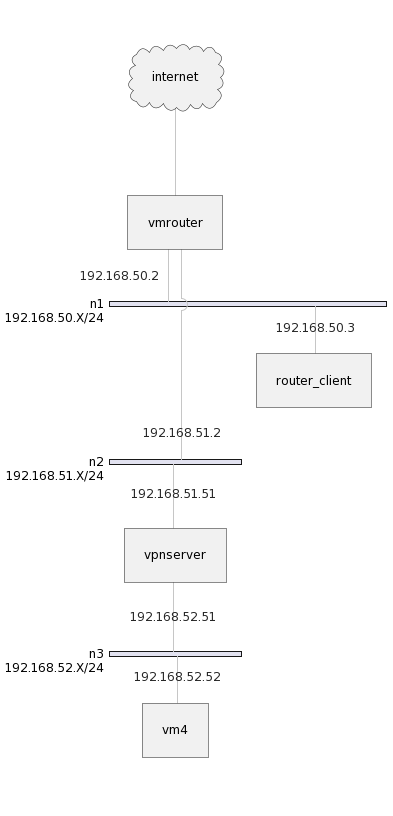 internet
vmrouter
192.168.50.2
n1
192.168.50.X/24
192.168.50.3
router_client
192.168.51.2
n2
192.168.51.X/24
192.168.51.51
vpnserver
192.168.52.51
n3
192.168.52.X/24
192.168.52.52
vm4